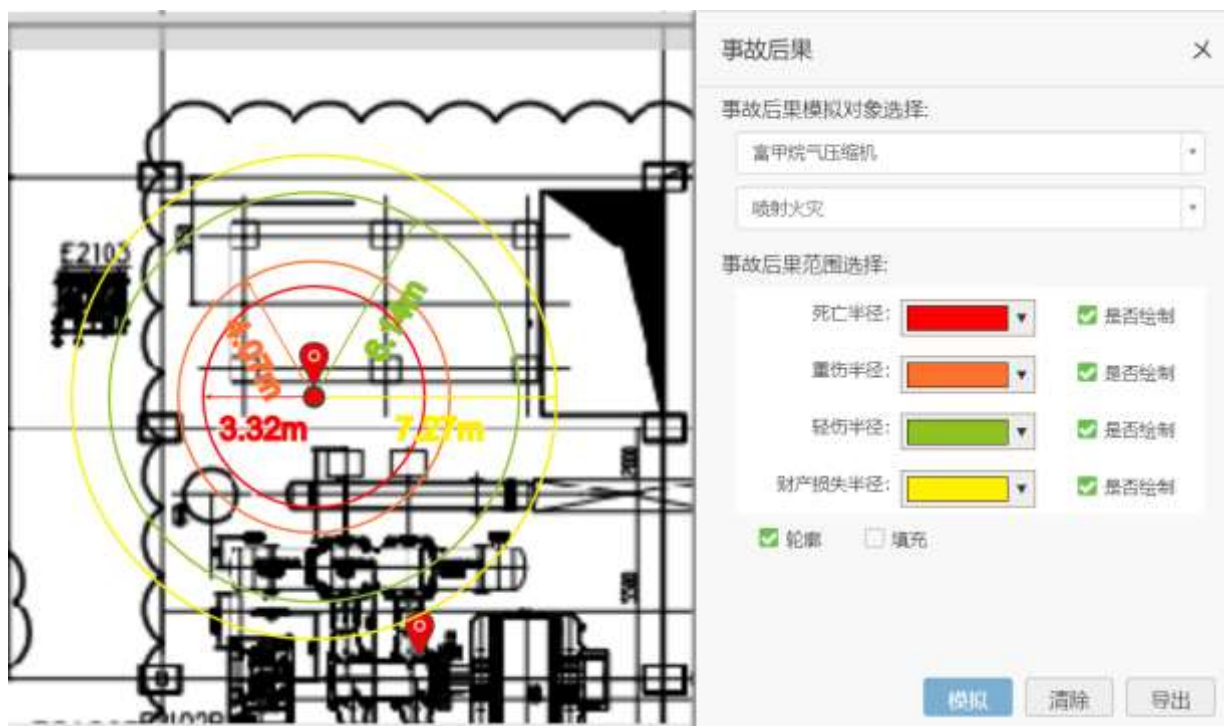 事故后果
事故后果模拟对象选择:
富甲烷气压缩机
喷射火灾
事故后果范围选择:
死亡半径: 是否绘制
重伤半径: 是否绘制
轻伤半径: 是否绘制
财产损失半径: 是否绘制
轮廓 填充
模拟 清除 导出
E2103
4.07m
6.14m
3.32m
7.27m